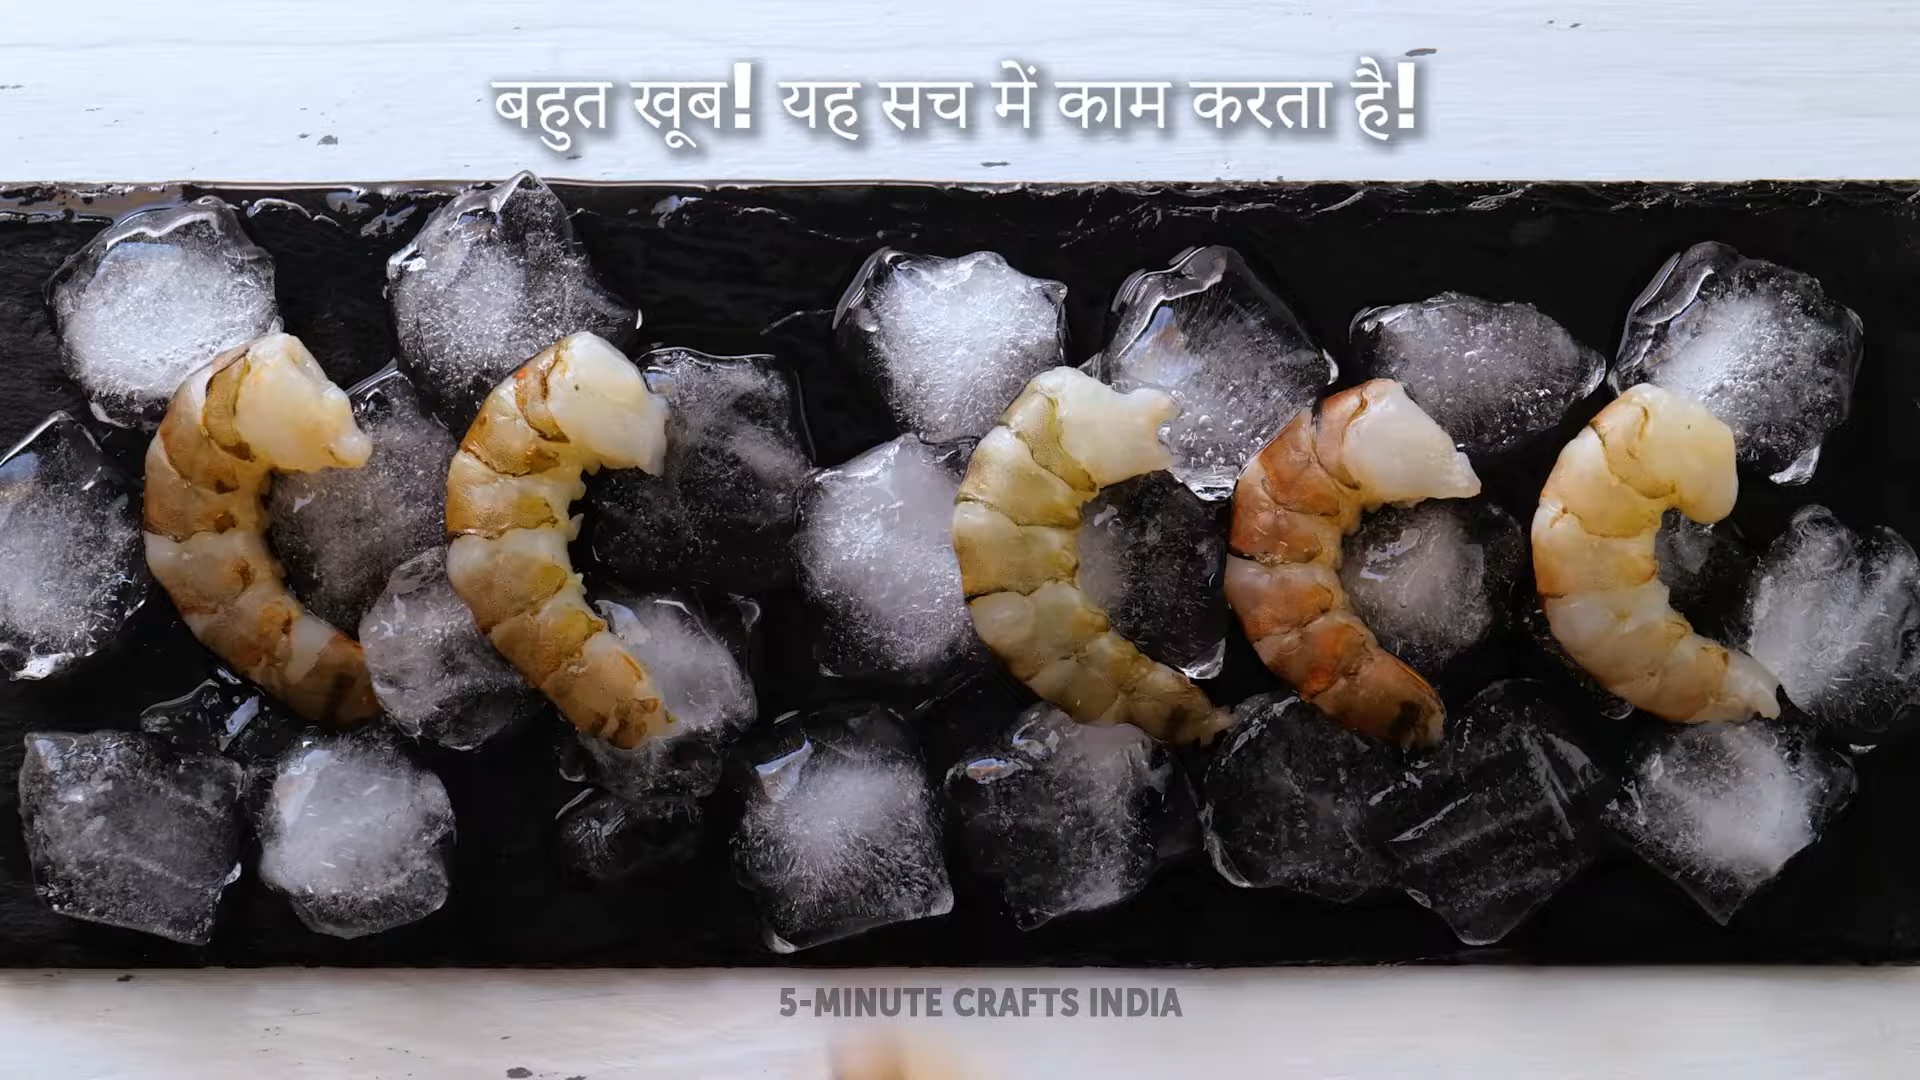 बहुत खूब! यह सच में काम करता है!
5-MINUTE CRAFTS INDIA